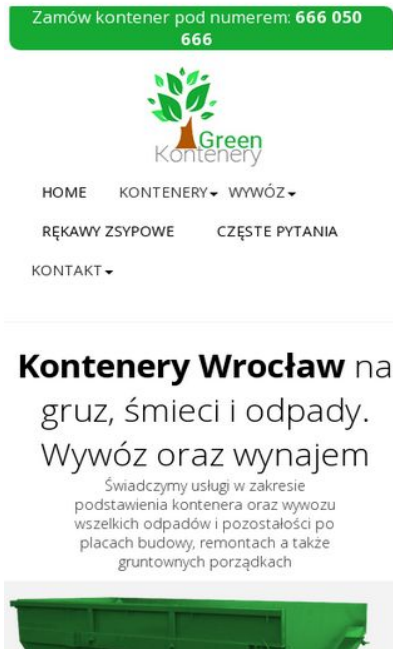 Zamów kontener pod numerem: 666 050
666
Green
Kontenery
HOME KONTENERY WYWÓZ
RĘKAWY ZSYPOWE CZĘSTE PYTANIA
KONTAKT
Kontenery Wrocław na
gruz, śmieci i odpady.
Wywóz oraz wynajem
Świadczymy usługi w zakresie
podstawienia kontenera oraz wywozu
wszelkich odpadów i pozostałości po
placach budowy, remontach a także
gruntownych porządkach